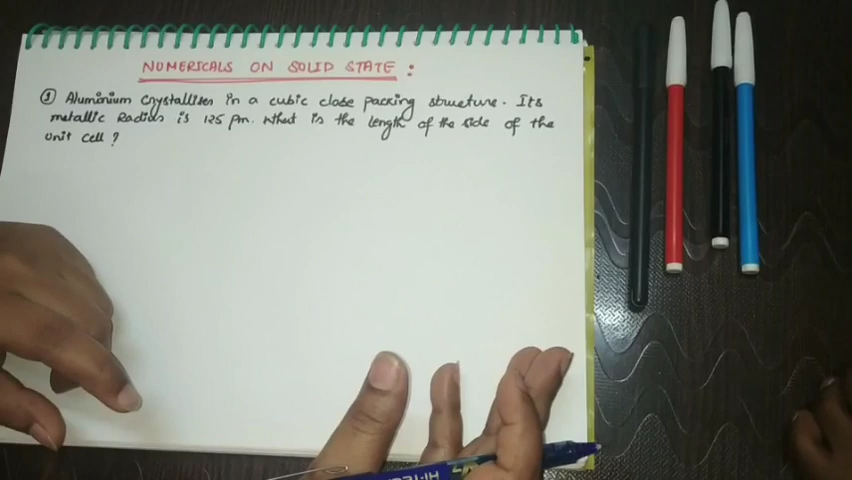 NUMERICALS ON SOLID STATE :
① Aluminium crystallises in a cubic close packing structure. Its
metallic Radius is 125 pm. What is the length of the side of the
Unit cell ?